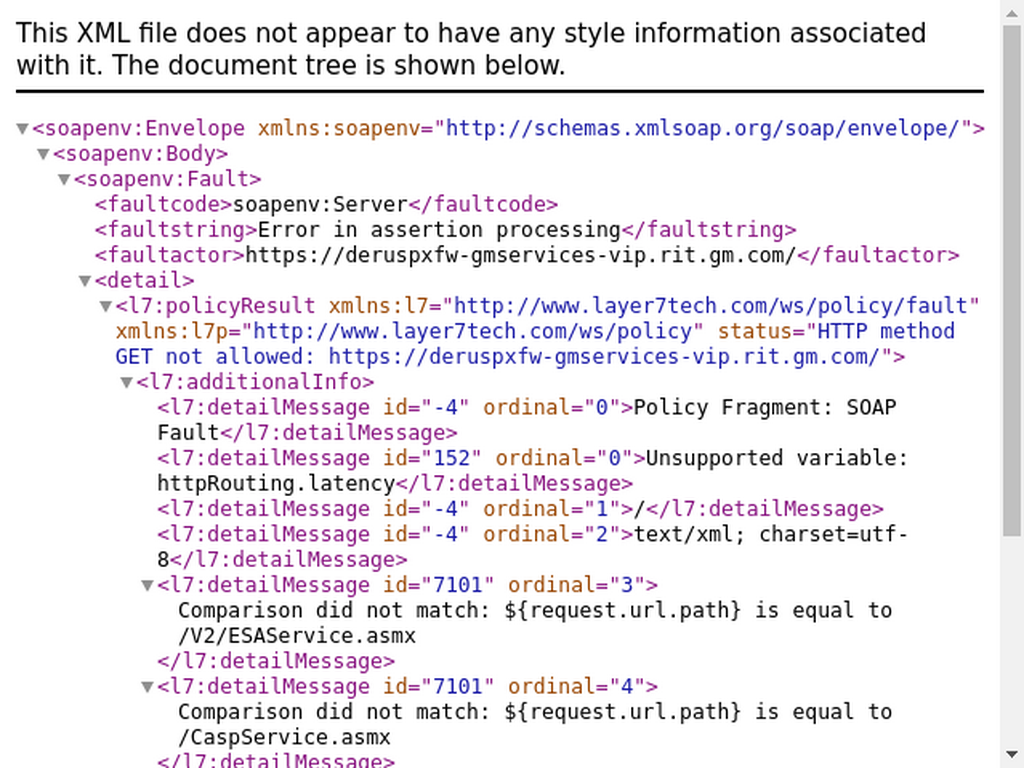 This XML file does not appear to have any style information associated
with it. The document tree is shown below.
<soapenv:Envelope xmlns:soapenv="http://schemas.xmlsoap.org/soap/envelope/">
<soapenv:Body>
<soapenv:Fault>
<faultcode>soapenv:Server</faultcode>
<faultstring>Error in assertion processing</faultstring>
<faultactor>https://deruspxfw-gmservices-vip.rit.gm.com/</faultactor>
<detail>
<l7:policyResult xmlns:l7="http://www.layer7tech.com/ws/policy/fault"
xmlns:l7p="http://www.layer7tech.com/ws/policy" status="HTTP method
GET not allowed: https://deruspxfw-gmservices-vip.rit.gm.com/">
<l7:additionalInfo>
<l7:detailMessage id="-4" ordinal="0">Policy Fragment: SOAP
Fault</l7:detailMessage>
<l7:detailMessage id="152" ordinal="0">Unsupported variable:
httpRouting.latency</l7:detailMessage>
<l7:detailMessage id="-4" ordinal="1">/</l7:detailMessage>
<l7:detailMessage id="-4" ordinal="2">text/xml; charset=utf-
8</l7:detailMessage>
<l7:detailMessage id="7101" ordinal="3">
Comparison did not match: ${request.url.path} is equal to
/V2/ESAService.asmx
</l7:detailMessage>
<l7:detailMessage id="7101" ordinal="4">
Comparison did not match: ${request.url.path} is equal to
/CaspService.asmx
</l7:detailMessage>